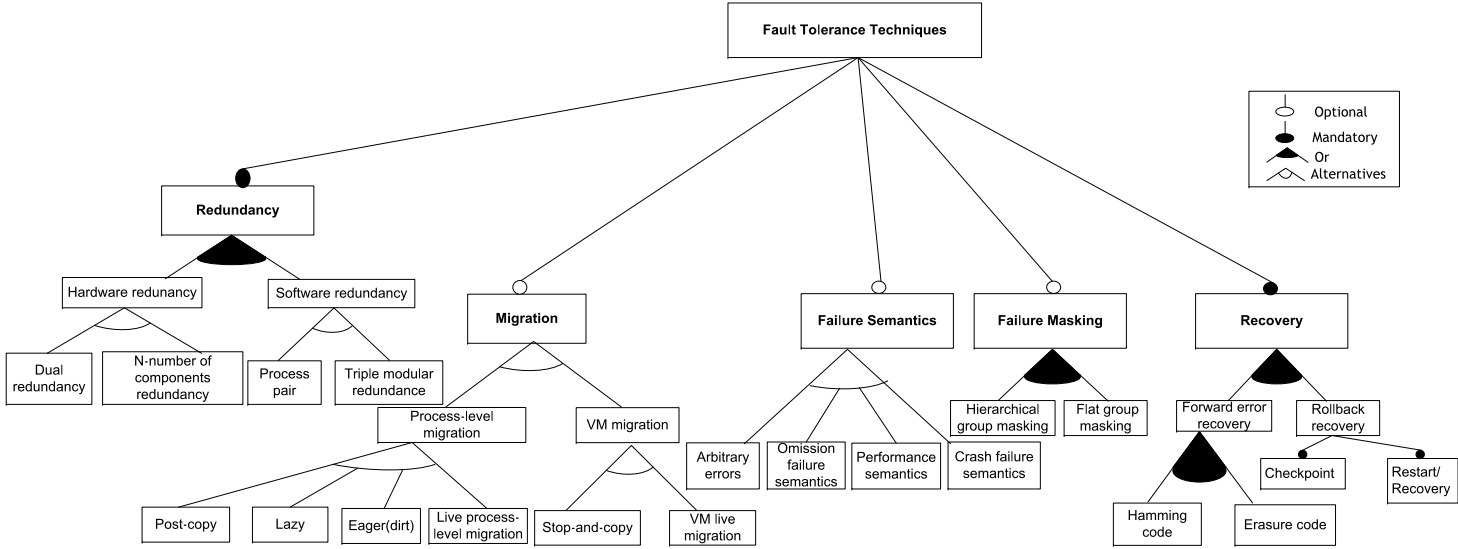 Fault Tolerance Techniques
Optional
Mandatory
Or
Alternatives
Redundancy
Hardware redunancy
Software redundancy
Migration
Failure Semantics
Failure Masking
Recovery
Dual
redundancy
N-number of
components
redundancy
Process
pair
Triple modular
redundance
Process-level
migration
VM migration
Hierarchical
group masking
Flat group
masking
Forward error
recovery
Rollback
recovery
Arbitrary
errors
Omission
failure
semantics
Performance
semantics
Crash failure
semantics
Checkpoint
Restart/
Recovery
Post-copy
Lazy
Eager(dirt)
Live process-
level migration
Stop-and-copy
VM live
migration
Hamming
code
Erasure code